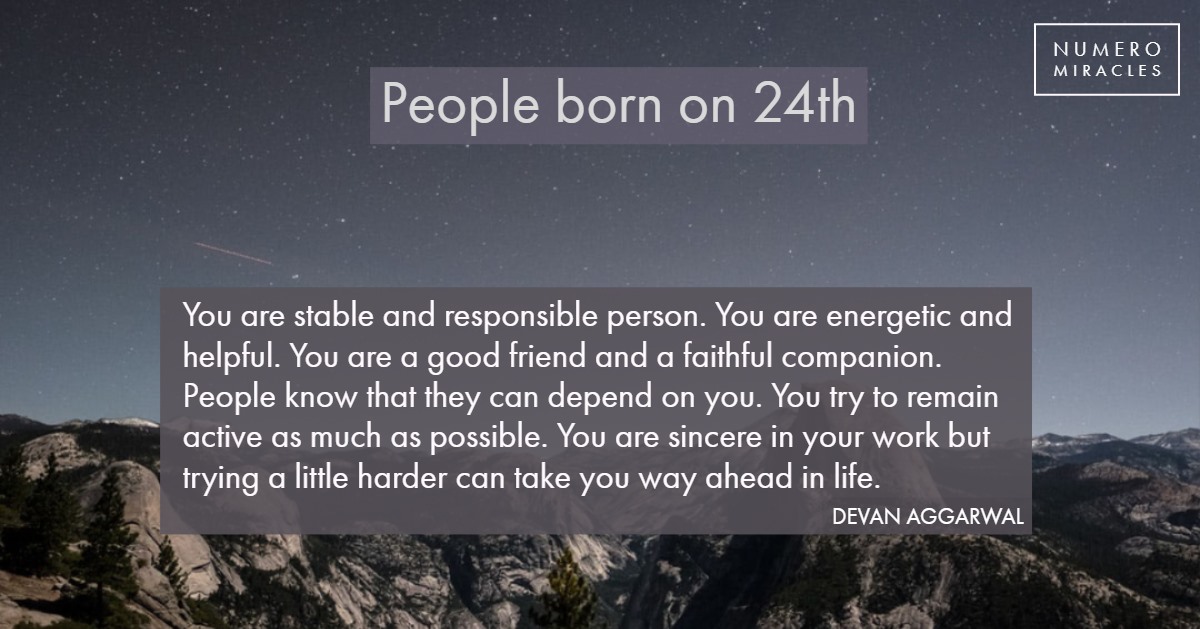 NUMERO
MIRACLES
People born on 24th
You are stable and responsible person. You are energetic and
helpful. You are a good friend and a faithful companion.
People know that they can depend on you. You try to remain
active as much as possible. You are sincere in your work but
trying a little harder can take you way ahead in life.
DEVAN AGGARWAL